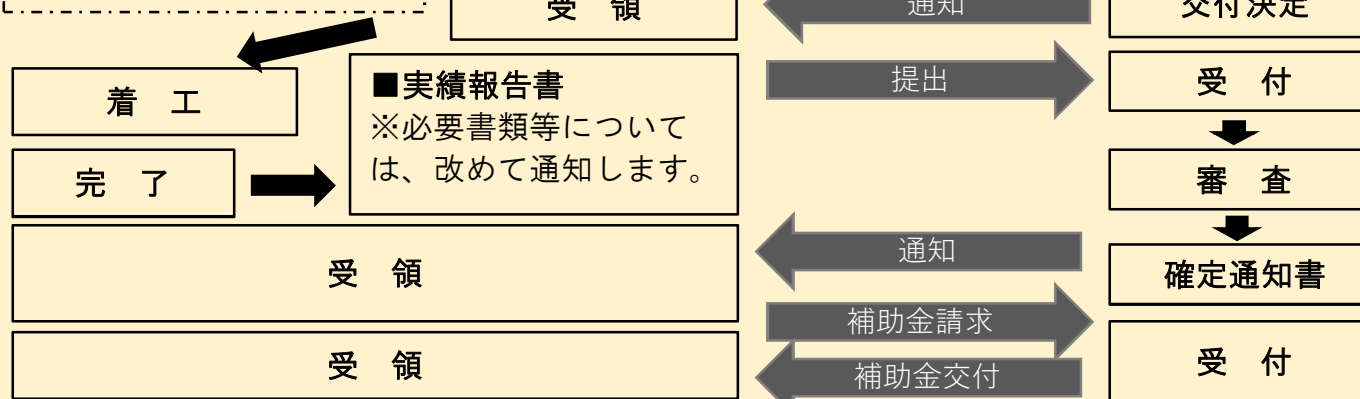 受　領
通知
交付決定
着　工
■実績報告書
※必要書類等について
は、改めて通知します。
提出
受　付
完　了
審　査
受　領
通知
確定通知書
補助金請求
受　領
補助金交付
受　付